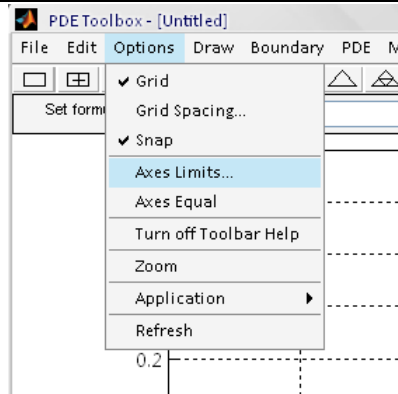 PDE Toolbox - [Untitled]
File Edit Options Draw Boundary PDE
Set form
✔ Grid
Grid Spacing...
✔ Snap
Axes Limits...
Axes Equal
Turn off Toolbar Help
Zoom
Application
Refresh
0.2